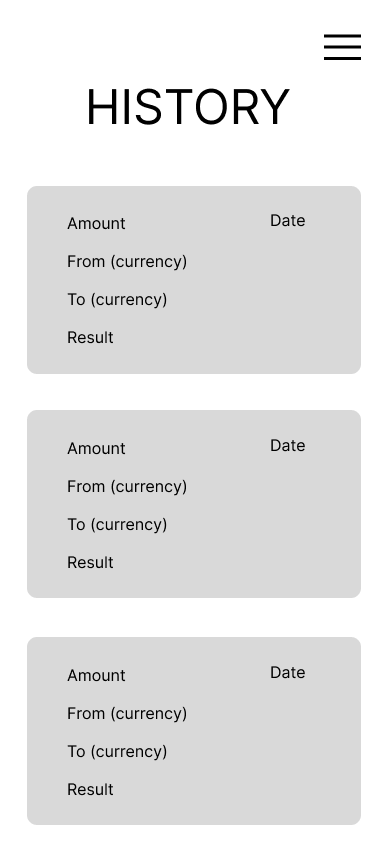 HISTORY
Amount Date
From (currency)
To (currency)
Result
Amount Date
From (currency)
To (currency)
Result
Amount Date
From (currency)
To (currency)
Result